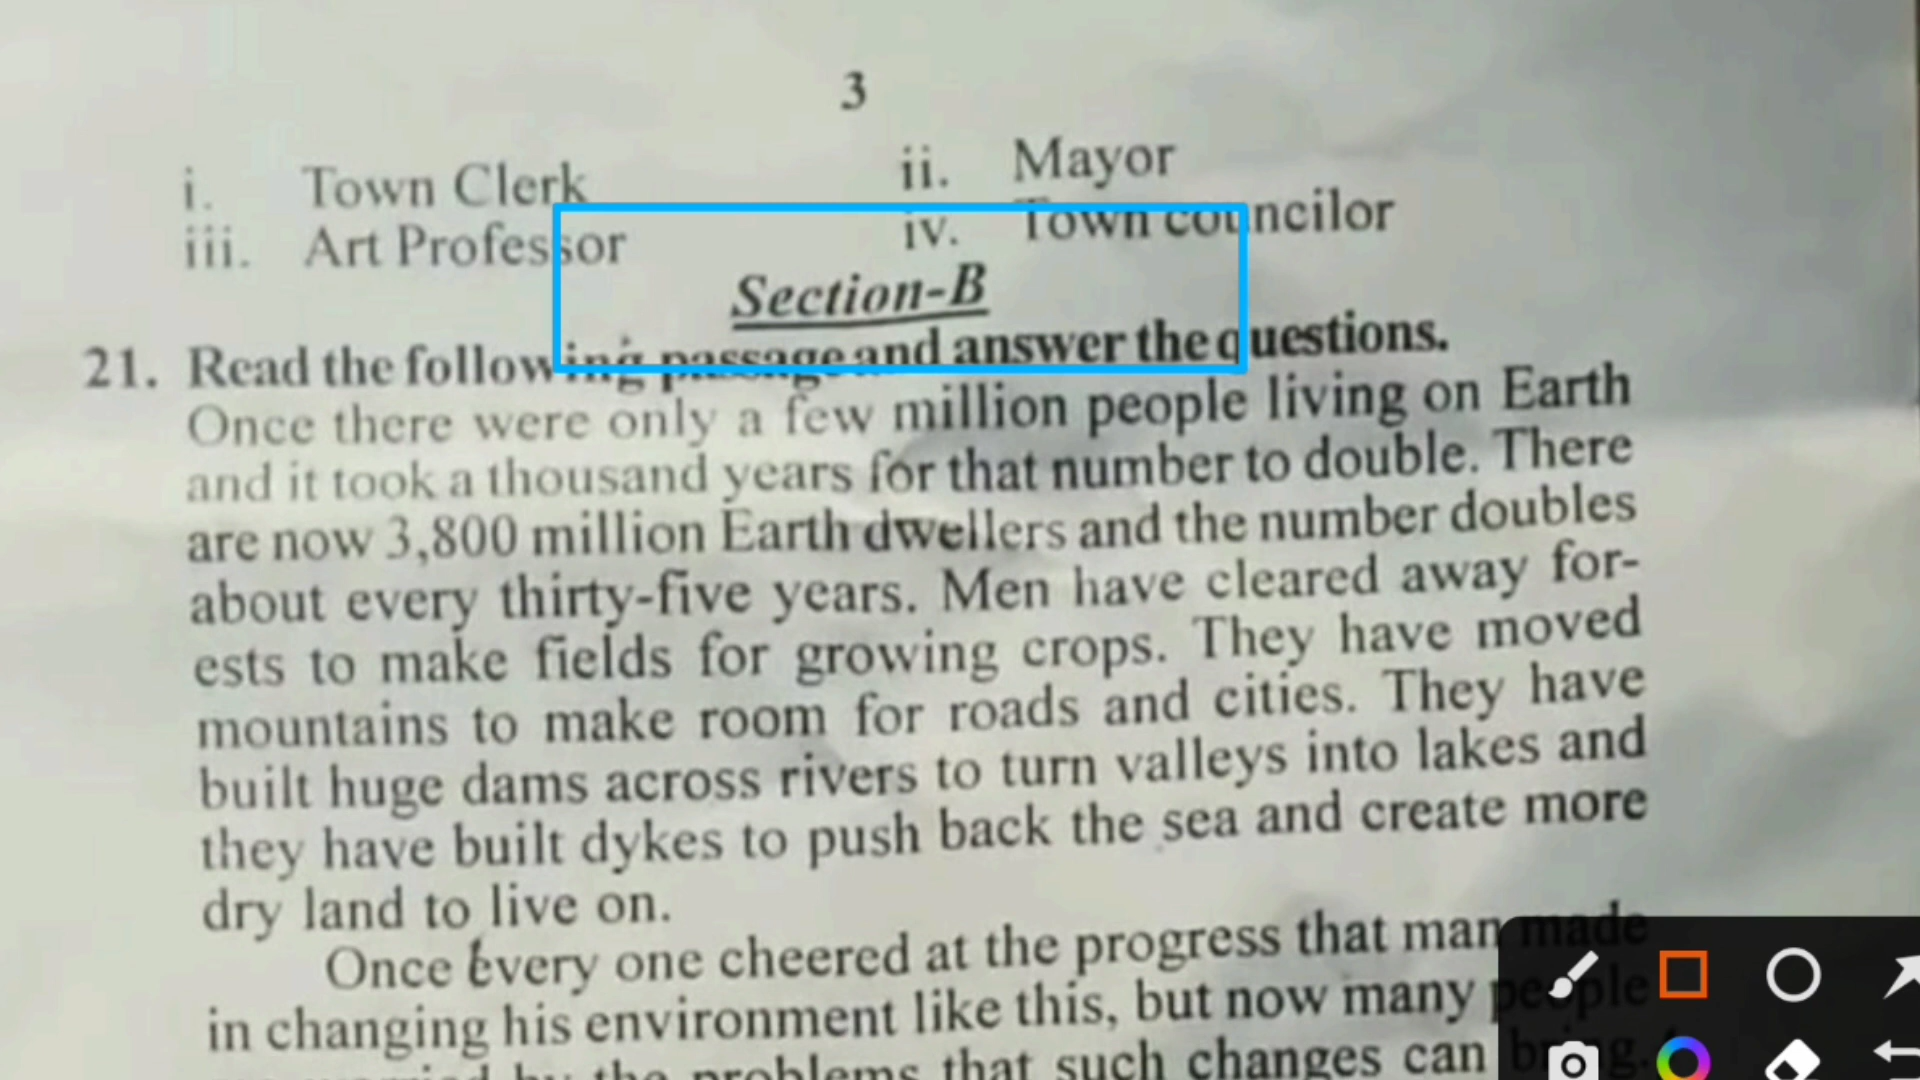 3
i. Town Clerk ii. Mayor
iii. Art Professor iv. Town councilor
Section-B
21. Read the following passage and answer the questions.
Once there were only a few million people living on Earth
and it took a thousand years for that number to double. There
are now 3,800 million Earth dwellers and the number doubles
about every thirty-five years. Men have cleared away for-
ests to make fields for growing crops. They have moved
mountains to make room for roads and cities. They have
built huge dams across rivers to turn valleys into lakes and
they have built dykes to push back the sea and create more
dry land to live on.
Once every one cheered at the progress that man made
in changing his environment like this, but now many people
by the problems that such changes can bring.